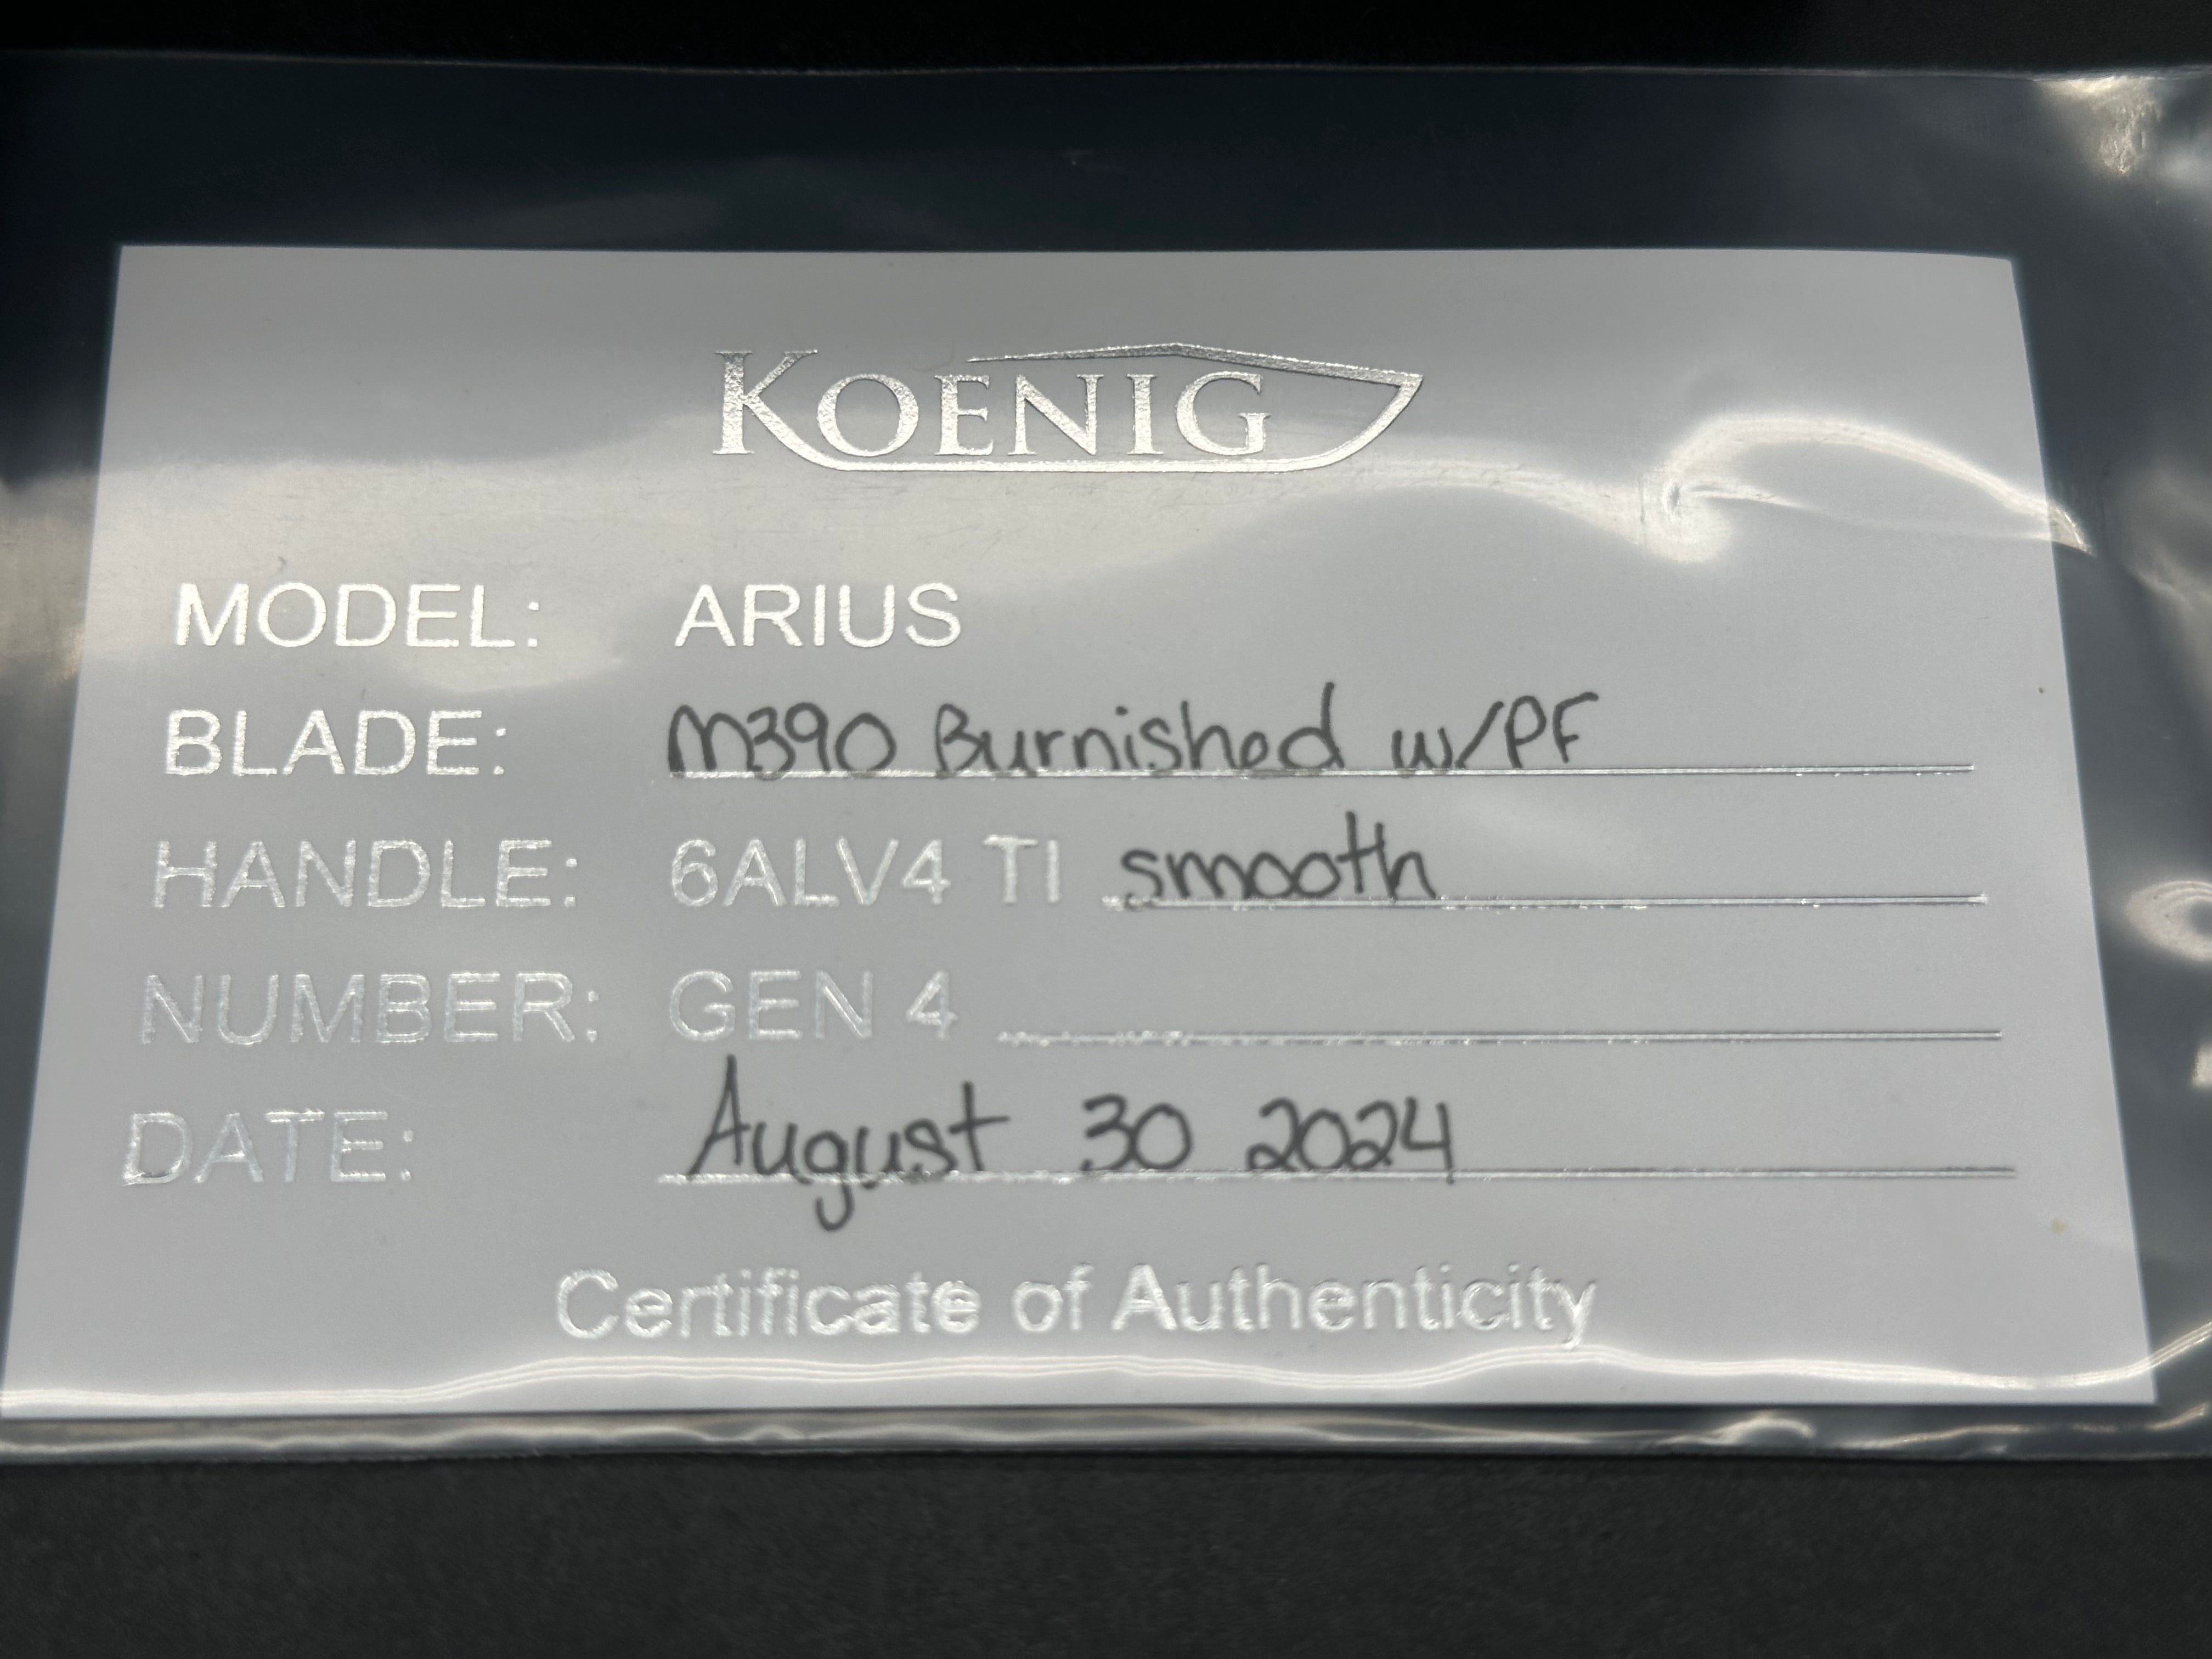 KOENIG
MODEL: ARIUS
BLADE: M390 Burnished w/PF
HANDLE: 6ALV4 TI smooth
NUMBER: GEN 4
DATE: August 30 2024
Certificate of Authenticity